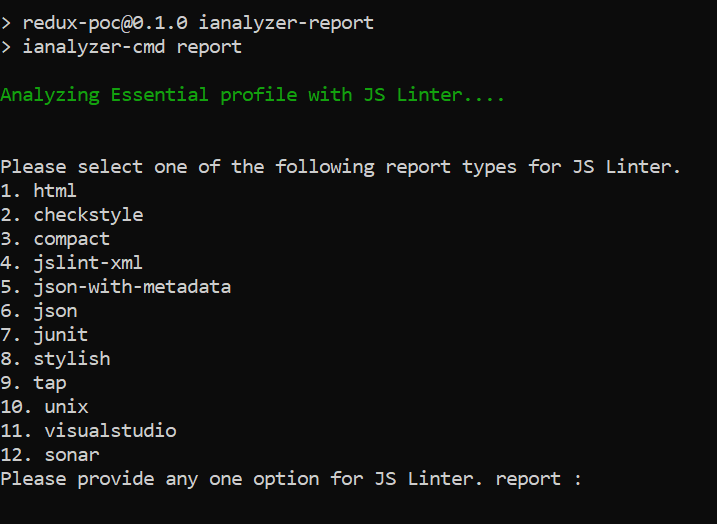 > redux-poc@0.1.0 ianalyzer-report
> ianalyzer-cmd report
Analyzing Essential profile with JS Linter....
Please select one of the following report types for JS Linter.
1. html
2. checkstyle
3. compact
4. jslint-xml
5. json-with-metadata
6. json
7. junit
8. stylish
9. tap
10. unix
11. visualstudio
12. sonar
Please provide any one option for JS Linter. report :